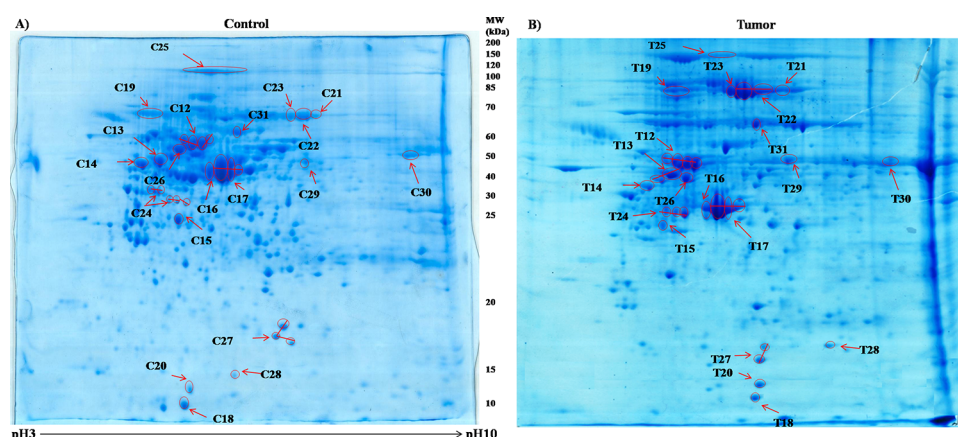 A)
Control
MW
(kDa)
200
150
120
100
85
70
60
50
40
30
25
20
15
10
C25
C19
C12
C13
C14
C26
C24
C31
C23
C21
C22
C29
C30
C16
C17
C15
C27
C28
C20
C18
pH3
pH10
B)
Tumor
T25
T19
T23
T21
T22
T12
T13
T31
T14
T16
T29
T30
T26
T24
T15
T17
T28
T27
T20
T18